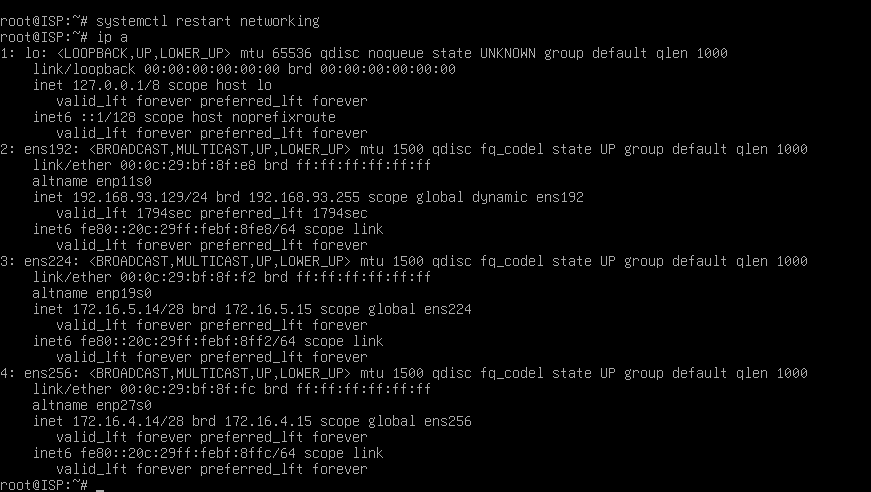 root@ISP:~# systemctl restart networking
root@ISP:~# ip a
1: lo: <LOOPBACK,UP,LOWER_UP> mtu 65536 qdisc noqueue state UNKNOWN group default qlen 1000
    link/loopback 00:00:00:00:00:00 brd 00:00:00:00:00:00
    inet 127.0.0.1/8 scope host lo
       valid_lft forever preferred_lft forever
    inet6 ::1/128 scope host noprefixroute
       valid_lft forever preferred_lft forever
2: ens192: <BROADCAST,MULTICAST,UP,LOWER_UP> mtu 1500 qdisc fq_codel state UP group default qlen 1000
    link/ether 00:0c:29:bf:8f:e8 brd ff:ff:ff:ff:ff:ff
    altname enp11s0
    inet 192.168.93.129/24 brd 192.168.93.255 scope global dynamic ens192
       valid_lft 1794sec preferred_lft 1794sec
    inet6 fe80::20c:29ff:febf:8fe8/64 scope link
       valid_lft forever preferred_lft forever
3: ens224: <BROADCAST,MULTICAST,UP,LOWER_UP> mtu 1500 qdisc fq_codel state UP group default qlen 1000
    link/ether 00:0c:29:bf:8f:f2 brd ff:ff:ff:ff:ff:ff
    altname enp19s0
    inet 172.16.5.14/28 brd 172.16.5.15 scope global ens224
       valid_lft forever preferred_lft forever
    inet6 fe80::20c:29ff:febf:8ff2/64 scope link
       valid_lft forever preferred_lft forever
4: ens256: <BROADCAST,MULTICAST,UP,LOWER_UP> mtu 1500 qdisc fq_codel state UP group default qlen 1000
    link/ether 00:0c:29:bf:8f:fc brd ff:ff:ff:ff:ff:ff
    altname enp27s0
    inet 172.16.4.14/28 brd 172.16.4.15 scope global ens256
       valid_lft forever preferred_lft forever
    inet6 fe80::20c:29ff:febf:8ffc/64 scope link
       valid_lft forever preferred_lft forever
root@ISP:~# _